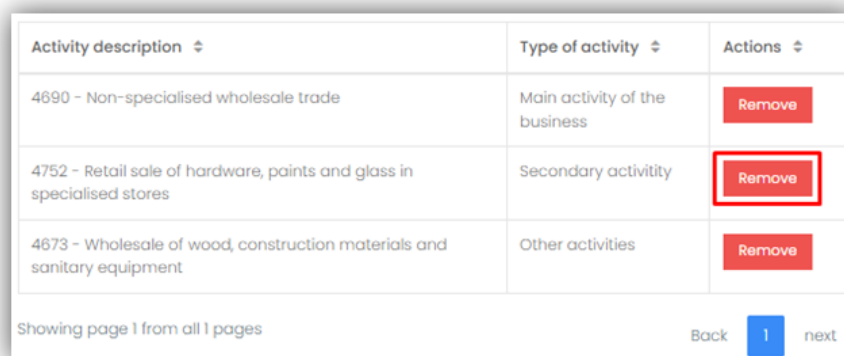 Activity description Type of activity Actions
4690 - Non-specialised wholesale trade Main activity of the Remove
business
4752 - Retail sale of hardware, paints and glass in Secondary activitity Remove
specialised stores
4673 - Wholesale of wood, construction materials and Other activities Remove
sanitary equipment
Showing page 1 from all 1 pages Back 1 next